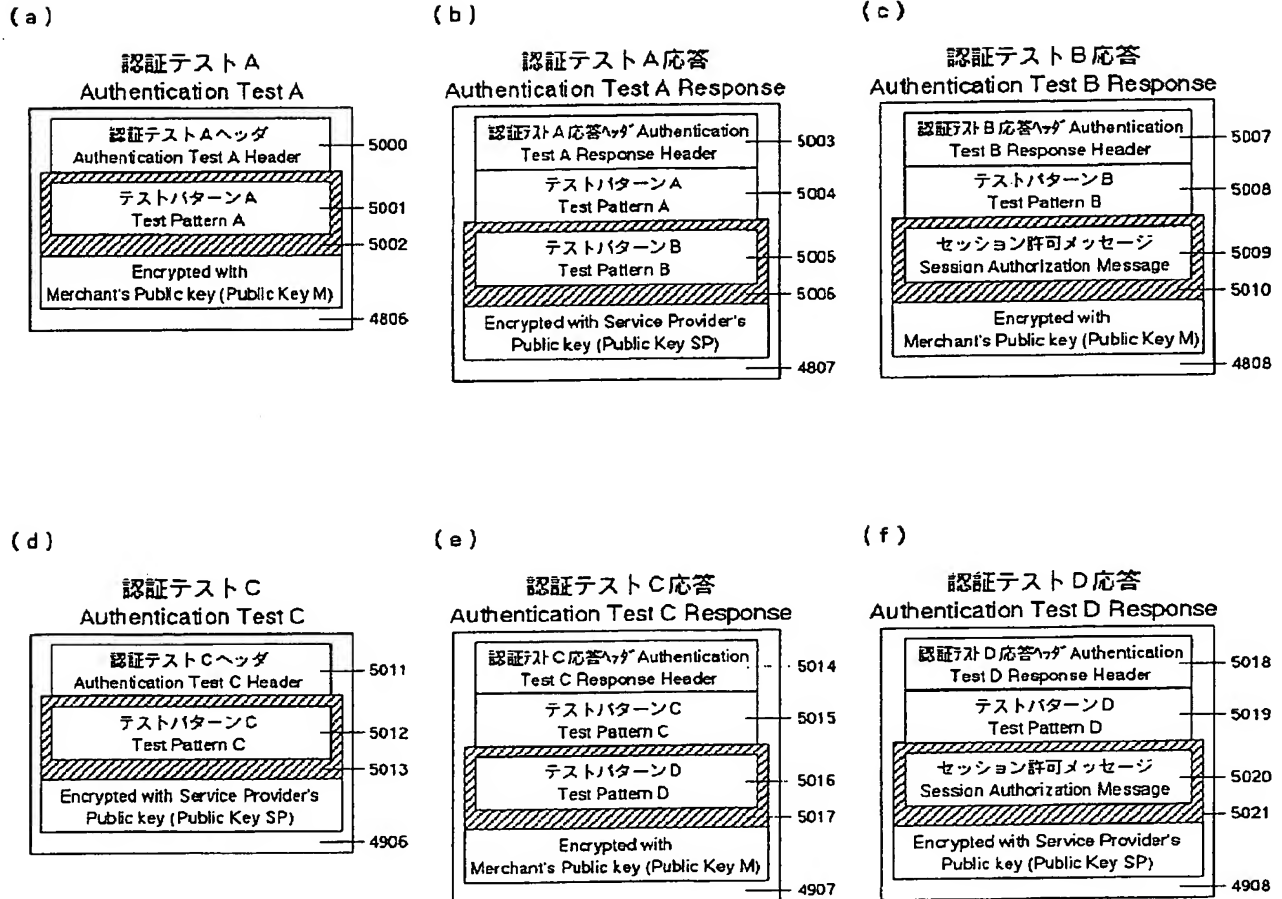 (a)
認証テストA
Authentication Test A
認証テストAヘッダ
Authentication Test A Header
5000
テストパターンA
Test Pattern A
5001
5002
Encrypted with
Merchant's Public key (Public Key M)
4806
(b)
認証テストA応答
Authentication Test A Response
認証テストA応答ヘッダ Authentication
Test A Response Header
5003
テストパターンA
Test Pattern A
5004
テストパターンB
Test Pattern B
5005
5006
Encrypted with Service Provider's
Public key (Public Key SP)
4807
(c)
認証テストB応答
Authentication Test B Response
認証テストB応答ヘッダ Authentication
Test B Response Header
5007
テストパターンB
Test Pattern B
5008
セッション許可メッセージ
Session Authorization Message
5009
5010
Encrypted with
Merchant's Public key (Public Key M)
4808
(d)
認証テストC
Authentication Test C
認証テストCヘッダ
Authentication Test C Header
5011
テストパターンC
Test Pattern C
5012
5013
Encrypted with Service Provider's
Public key (Public Key SP)
4906
(e)
認証テストC応答
Authentication Test C Response
認証テストC応答ヘッダ Authentication
Test C Response Header
5014
テストパターンC
Test Pattern C
5015
テストパターンD
Test Pattern D
5016
5017
Encrypted with
Merchant's Public key (Public Key M)
4907
(f)
認証テストD応答
Authentication Test D Response
認証テストD応答ヘッダ Authentication
Test D Response Header
5018
テストパターンD
Test Pattern D
5019
セッション許可メッセージ
Session Authorization Message
5020
5021
Encrypted with Service Provider's
Public key (Public Key SP)
4908